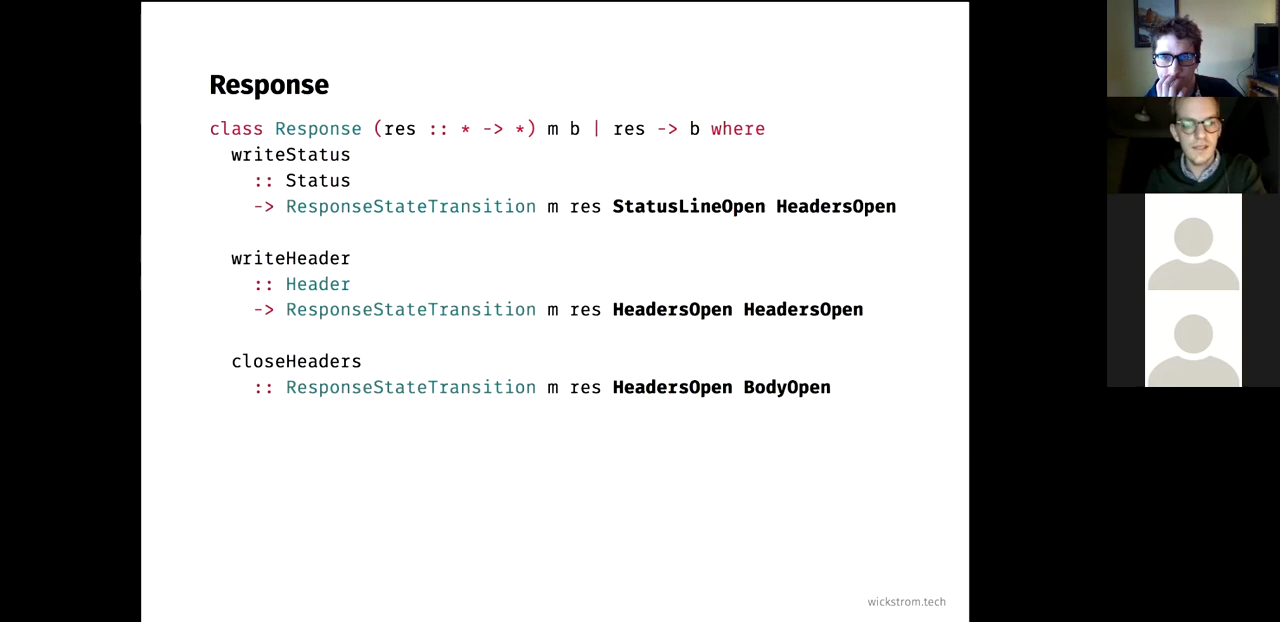 Response
class Response (res :: * -> *) m b | res -> b where
writeStatus
:: Status
-> ResponseStateTransition m res StatusLineOpen HeadersOpen
writeHeader
:: Header
-> ResponseStateTransition m res HeadersOpen HeadersOpen
closeHeaders
:: ResponseStateTransition m res HeadersOpen BodyOpen
wickstrom.tech